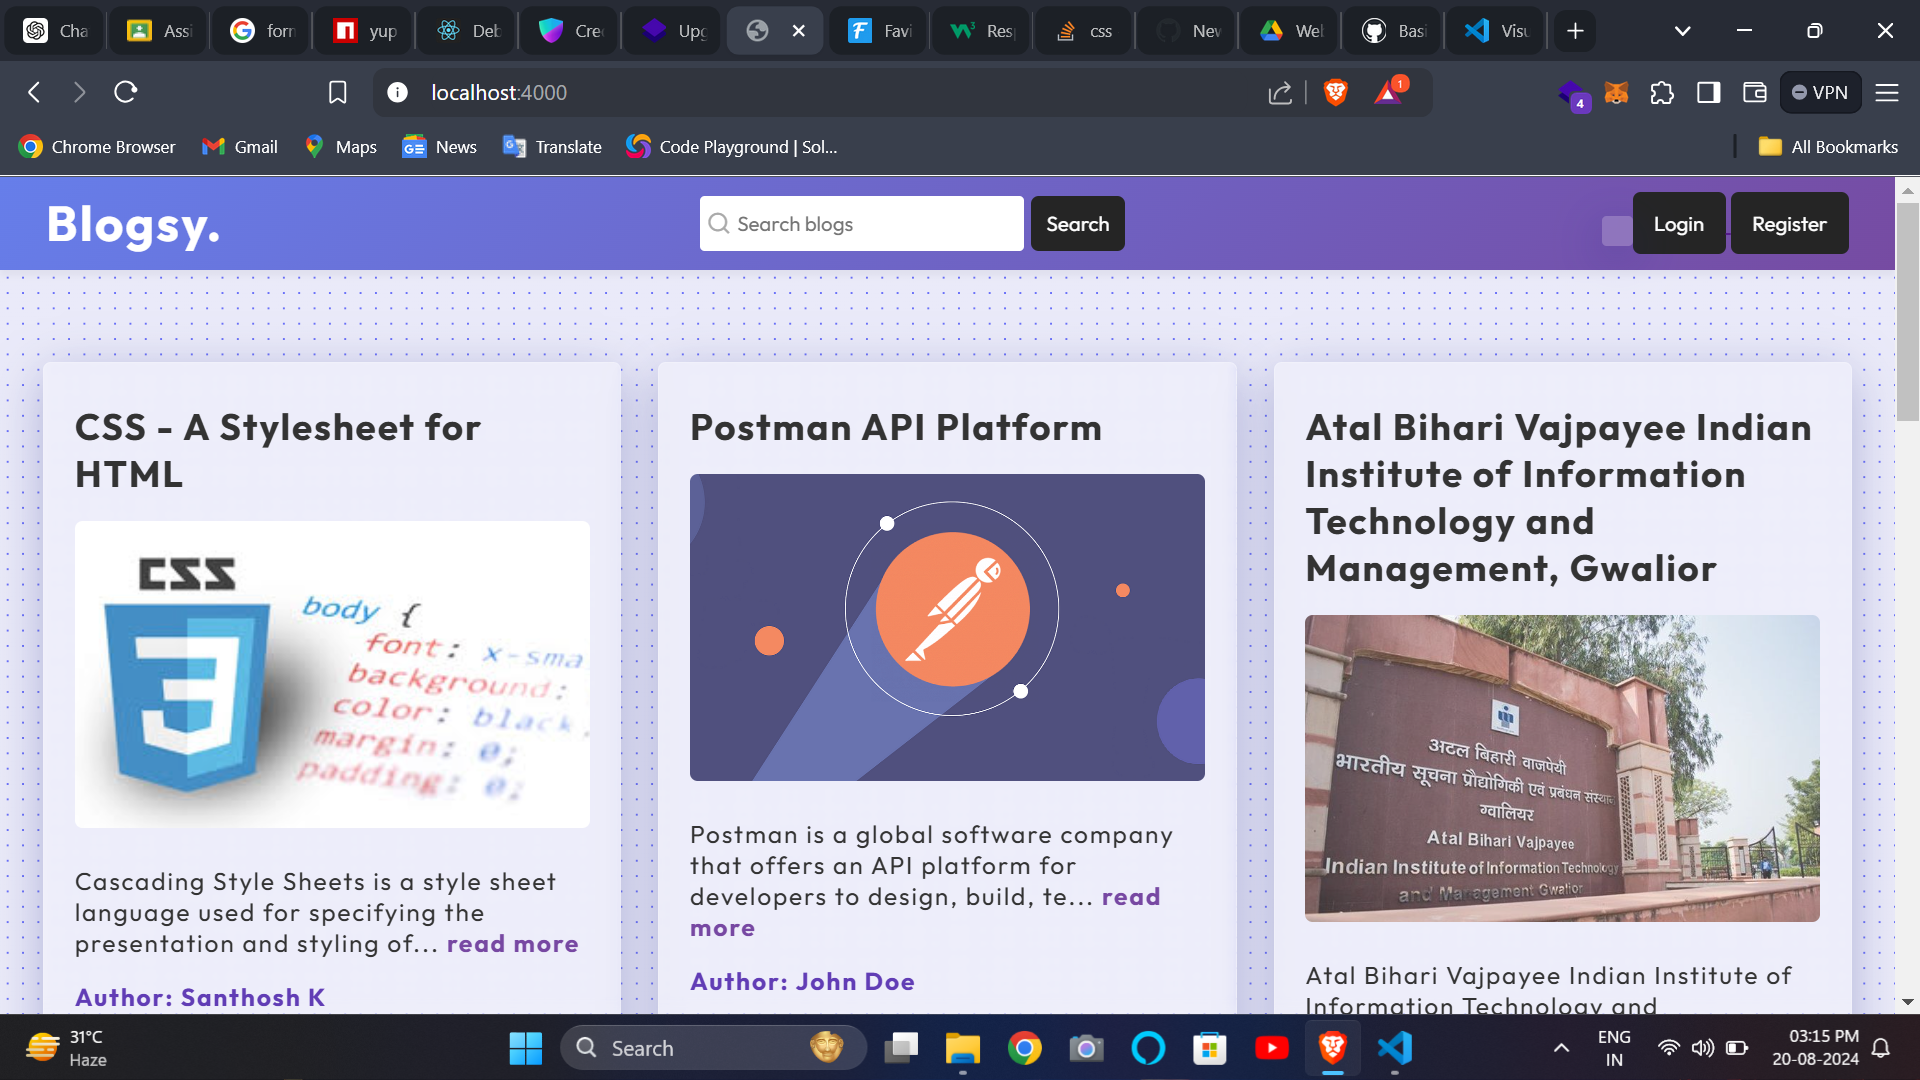 Cha
Assi
form
yup
Deb
Cre
Upg
Favi
Resp
css
New
Web
Basi
Visu
localhost:4000
1
4
VPN
Chrome Browser
Gmail
Maps
News
Translate
Code Playground | Sol...
All Bookmarks
Blogsy.
Search blogs
Search
Login
Register
CSS - A Stylesheet for
HTML
CSS
3
body {
font: x-sma
background:
color: black;
margin: 0;
padding: 0;
Cascading Style Sheets is a style sheet
language used for specifying the
presentation and styling of... read more
Author: Santhosh K
Postman API Platform
Postman is a global software company
that offers an API platform for
developers to design, build, te... read
more
Author: John Doe
Atal Bihari Vajpayee Indian
Institute of Information
Technology and
Management, Gwalior
अटल बिहारी वाजपेयी
भारतीय सूचना प्रौद्योगिकी एवं प्रबंधन संस्थान
ग्वालियर
Atal Bihari Vajpayee
Indian Institute of Information Technology
and Management Gwalior
Atal Bihari Vajpayee Indian Institute of
Information Technology and
31°C
Haze
Search
ENG
IN
03:15 PM
20-08-2024